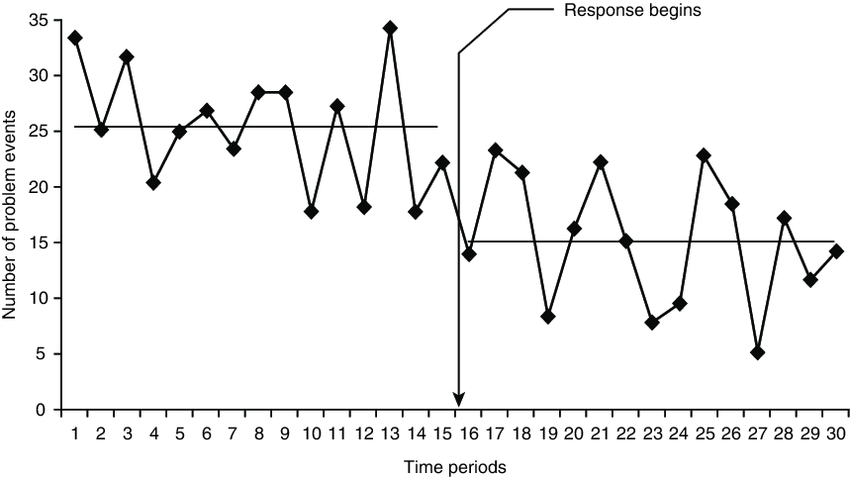 Response begins
35
30
25
20
15
10
5
0
Number of problem events
1 2 3 4 5 6 7 8 9 10 11 12 13 14 15 16 17 18 19 20 21 22 23 24 25 26 27 28 29 30
Time periods